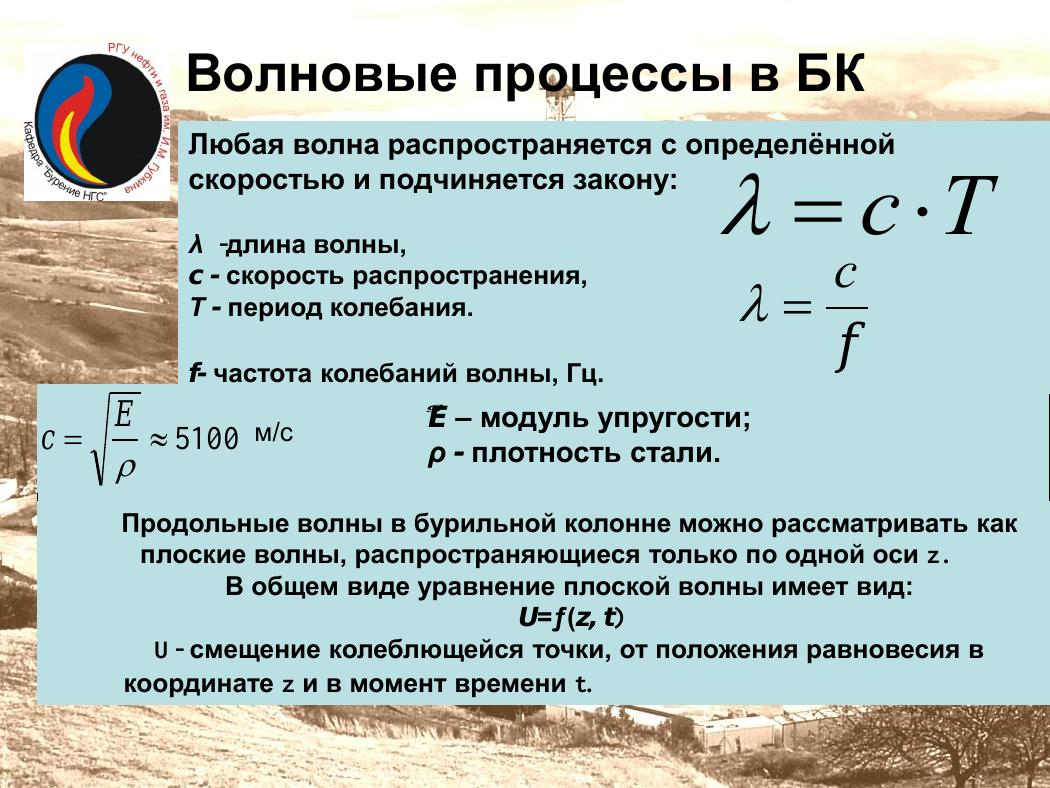 РГУ нефти и газа им. И.М. Губкина
Кафедра "Бурение НГС"
Волновые процессы в БК
Любая волна распространяется с определённой
скоростью и подчиняется закону:
λ = c · T
λ -длина волны,
c - скорость распространения,
T - период колебания.
λ = c / f
f- частота колебаний волны, Гц.
c = √(E / ρ) ≈ 5100 м/с
E – модуль упругости;
ρ - плотность стали.
Продольные волны в бурильной колонне можно рассматривать как
плоские волны, распространяющиеся только по одной оси z.
В общем виде уравнение плоской волны имеет вид:
U=ƒ(z, t)
U - смещение колеблющейся точки, от положения равновесия в
координате z и в момент времени t.